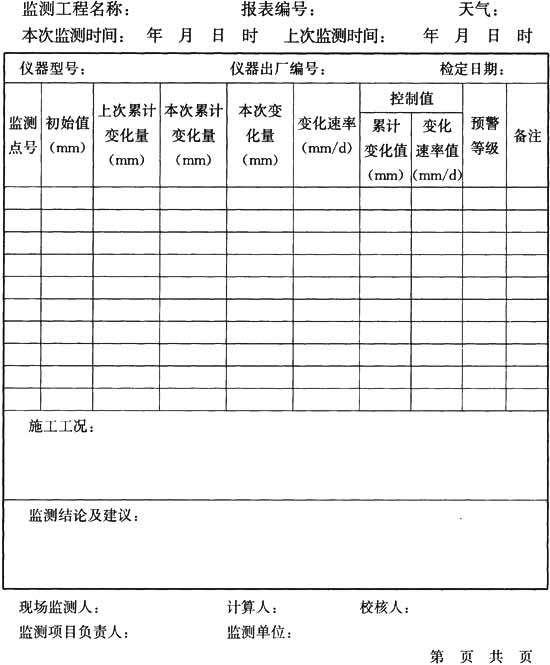 监测工程名称： 报表编号： 天气：
本次监测时间： 年 月 日 时 上次监测时间： 年 月 日 时
仪器型号： 仪器出厂编号： 检定日期：
监测点号 初始值（mm） 上次累计变化量（mm） 本次累计变化量（mm） 本次变化量（mm） 变化速率（mm/d） 控制值 预警等级 备注
累计变化值（mm） 变化速率值（mm/d）
施工工况：
监测结论及建议：
现场监测人： 计算人： 校核人：
监测项目负责人： 监测单位：
第 页 共 页